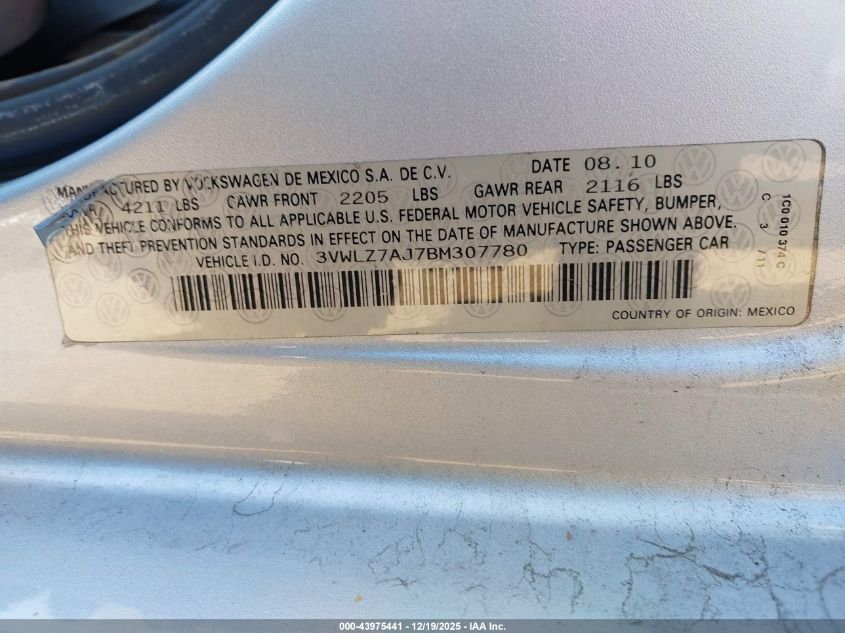 MANUFACTURED BY VOLKSWAGEN DE MEXICO S.A. DE C.V. DATE 08.10
4211 LBS GAWR FRONT 2205 LBS GAWR REAR 2116 LBS
THIS VEHICLE CONFORMS TO ALL APPLICABLE U.S. FEDERAL MOTOR VEHICLE SAFETY, BUMPER,
AND THEFT PREVENTION STANDARDS IN EFFECT ON THE DATE OF MANUFACTURE SHOWN ABOVE.
VEHICLE I.D. NO. 3VWLZ7AJ7BM307780 TYPE: PASSENGER CAR
COUNTRY OF ORIGIN: MEXICO
1C0 010 374 C
C 3 /11
000-43975441 - 12/19/2025 - IAA Inc.